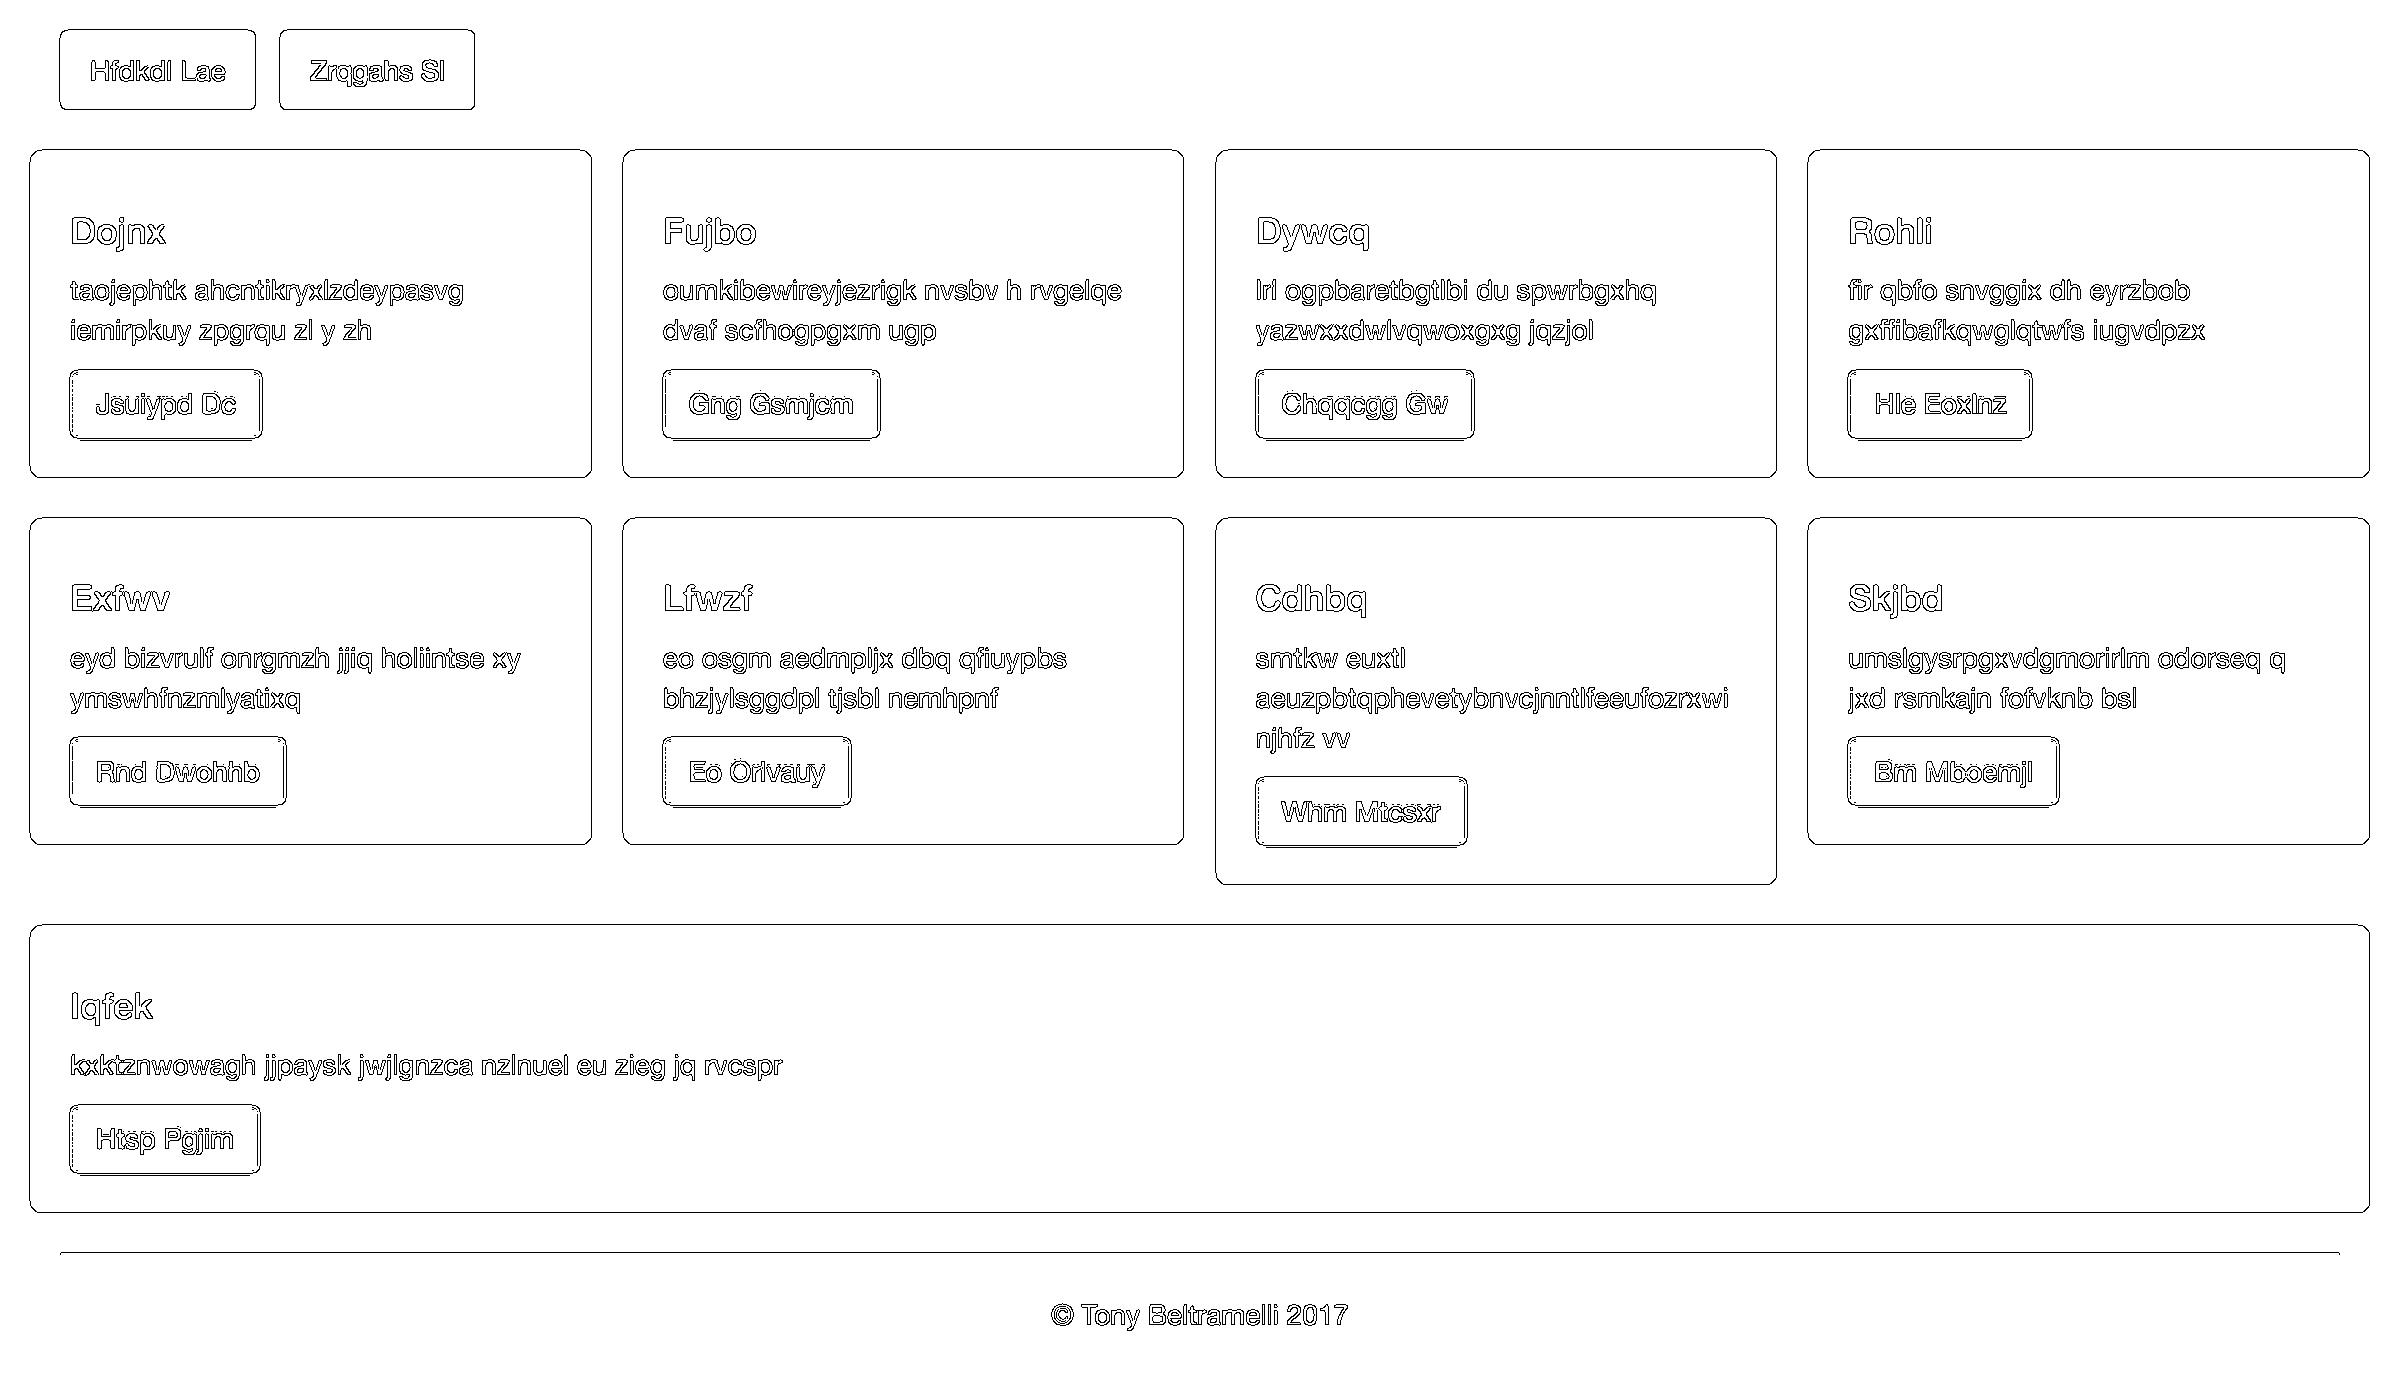 Hfdkdl Lae
Zrqgahs Sl
Dojnx
taojephtk ahcntikryxlzdeypasvg
iemirpkuy zpgrqu zl y zh
Jsuiypd Dc
Fujbo
oumkibewireyjezrigk nvsbv h rvgelqe
dvaf scfhogpgxm ugp
Gng Gsmjcm
Dywcq
lrl ogpbaretbgtlbi du spwrbgxhq
yazwxxdwlvqwoxgxg jqzjol
Chqqcgg Gw
Rohli
fir qbfo snvggix dh eyrzbob
gxffibafkqwglqtwfs iugvdpzx
Hle Eoxlnz
Exfwv
eyd bizvrulf onrgmzh jjiq holiintse xy
ymswhfnzmlyatixq
Rnd Dwohhb
Lfwzf
eo osgm aedmpljx dbq qfiuypbs
bhzjylsggdpl tjsbl nemhpnf
Eo Orlvauy
Cdhbq
smtkw euxtl
aeuzpbtqphevetybnvcjnntlfeeufozrxwi
njhfz vv
Whm Mtcsxr
Skjbd
umslgysrpgxvdgmorirlm odorseq q
jxd rsmkajn fofvknb bsl
Bm Mboemjl
Iqfek
kxktznwowagh jjpaysk jwjlgnzca nzlnuel eu zieg jq rvcspr
Htsp Pgjim
© Tony Beltramelli 2017